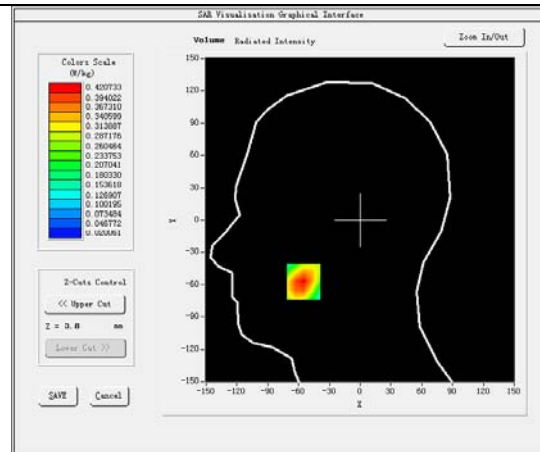 SAR Visualisation Graphical Interface
Volume Radiated Intensity
Zoom In/Out
Colors Scale
(W/kg)
0.420733
0.394022
0.367310
0.340599
0.313887
0.287176
0.260464
0.233753
0.207041
0.180330
0.153618
0.126907
0.100195
0.073484
0.046772
0.020061
Z-Cuts Control
<< Upper Cut
Z = 3.8 mm
Lower Cut >>
SAVE Cancel
150
120
90
60
30
0
-30
-60
-90
-120
-150
Y
-150 -120 -90 -60 -30 0 30 60 90 120 150
X